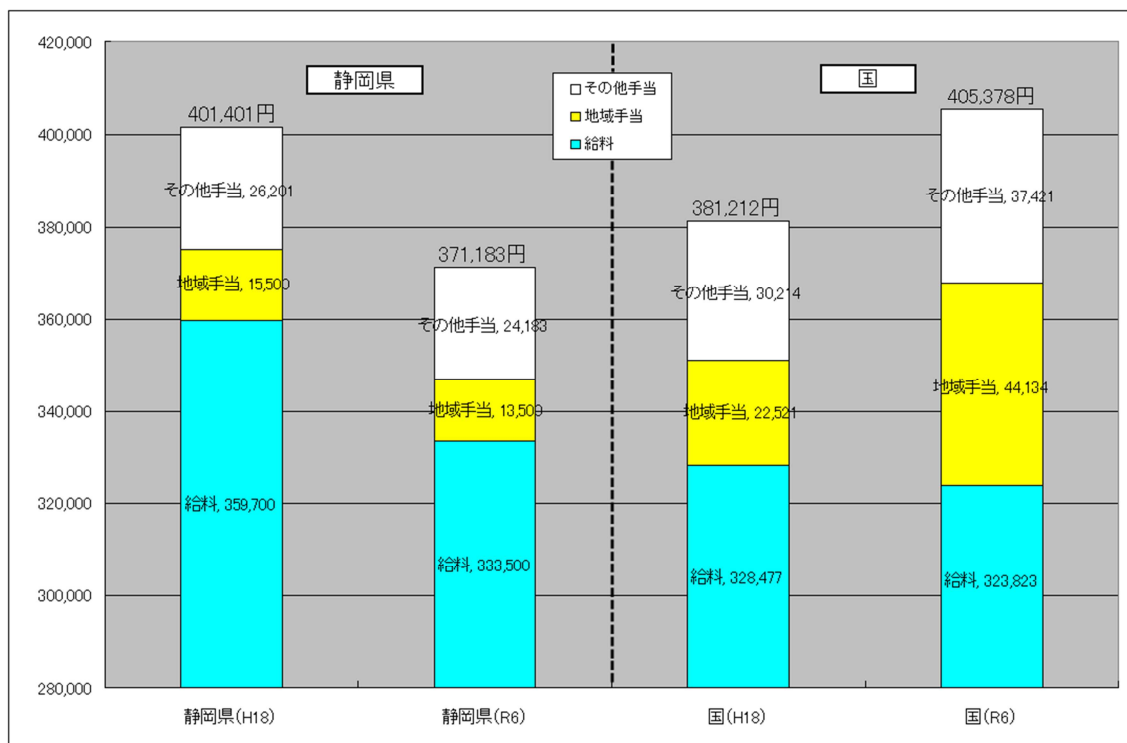 420,000
400,000
380,000
360,000
340,000
320,000
300,000
280,000
静岡県
国
その他手当
地域手当
給料
401,401円
その他手当, 26,201
地域手当, 15,500
給料, 359,700
371,183円
その他手当, 24,183
地域手当, 13,500
給料, 333,500
381,212円
その他手当, 30,214
地域手当, 22,521
給料, 328,477
405,378円
その他手当, 37,421
地域手当, 44,134
給料, 323,823
静岡県(H18)
静岡県(R6)
国(H18)
国(R6)